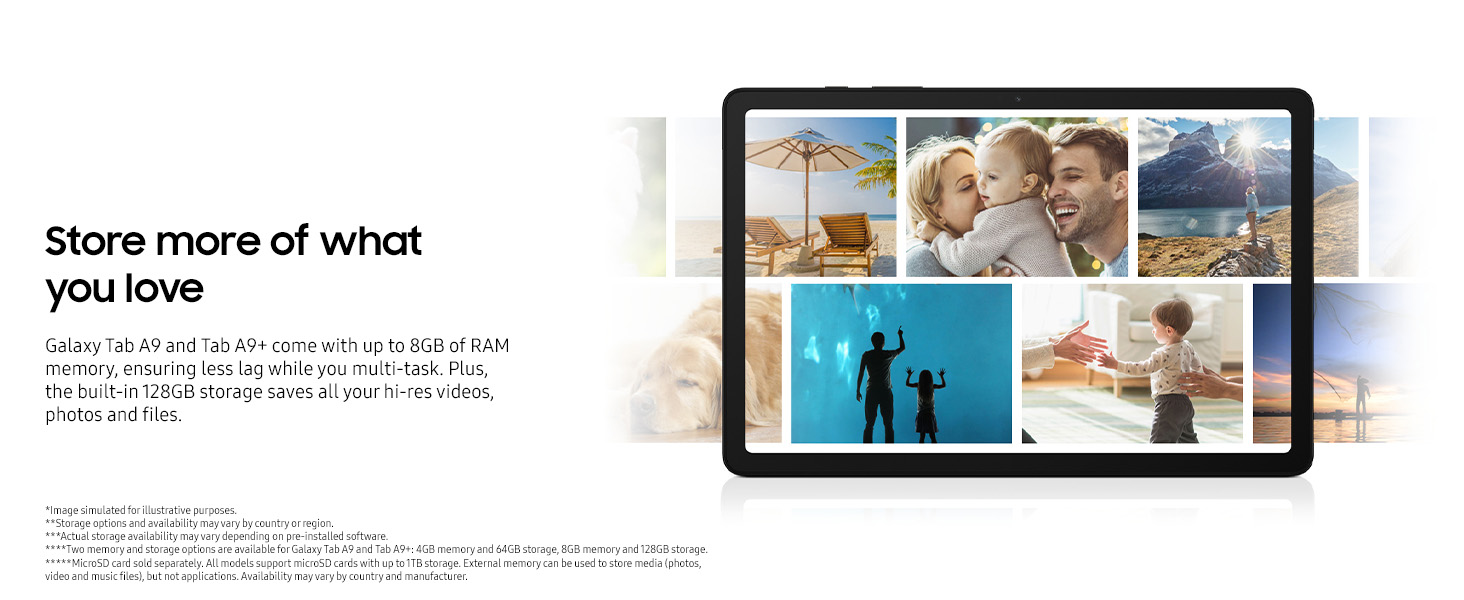 Store more of what
you love
Galaxy Tab A9 and Tab A9+ come with up to 8GB of RAM
memory, ensuring less lag while you multi-task. Plus,
the built-in 128GB storage saves all your hi-res videos,
photos and files.
*Image simulated for illustrative purposes.
**Storage options and availability may vary by country or region.
***Actual storage availability may vary depending on pre-installed software.
****Two memory and storage options are available for Galaxy Tab A9 and Tab A9+: 4GB memory and 64GB storage, 8GB memory and 128GB storage.
*****MicroSD card sold separately. All models support microSD cards with up to 1TB storage. External memory can be used to store media (photos,
video and music files), but not applications. Availability may vary by country and manufacturer.